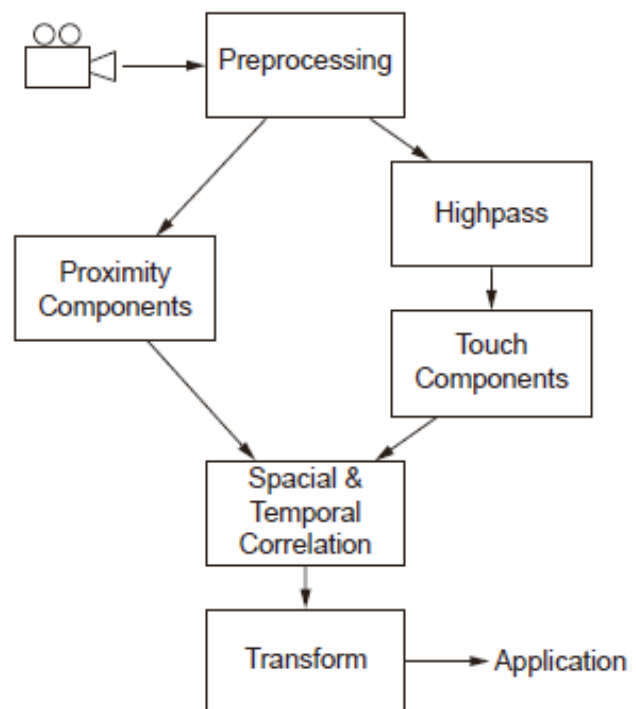 Preprocessing
Highpass
Proximity
Components
Touch
Components
Spacial &
Temporal
Correlation
Transform
Application